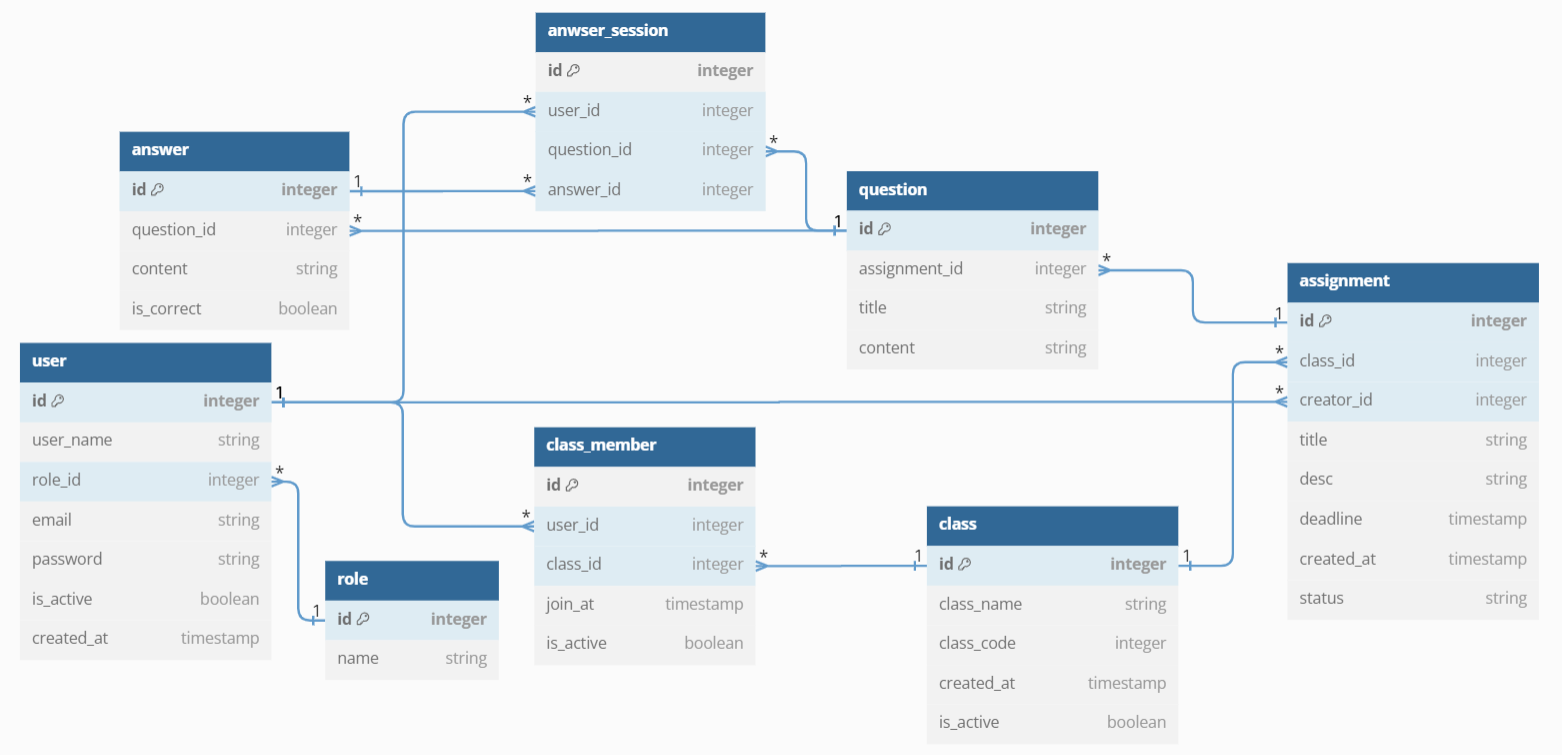 anwser_session
id integer
user_id integer
question_id integer
answer_id integer
answer
id integer
question_id integer
content string
is_correct boolean
question
id integer
assignment_id integer
title string
content string
assignment
id integer
class_id integer
creator_id integer
title string
desc string
deadline timestamp
created_at timestamp
status string
user
id integer
user_name string
role_id integer
email string
password string
is_active boolean
created_at timestamp
role
id integer
name string
class_member
id integer
user_id integer
class_id integer
join_at timestamp
is_active boolean
class
id integer
class_name string
class_code integer
created_at timestamp
is_active boolean
*
*
1
*
*
1
*
1
*
*
1
*
1
*
*
1
1